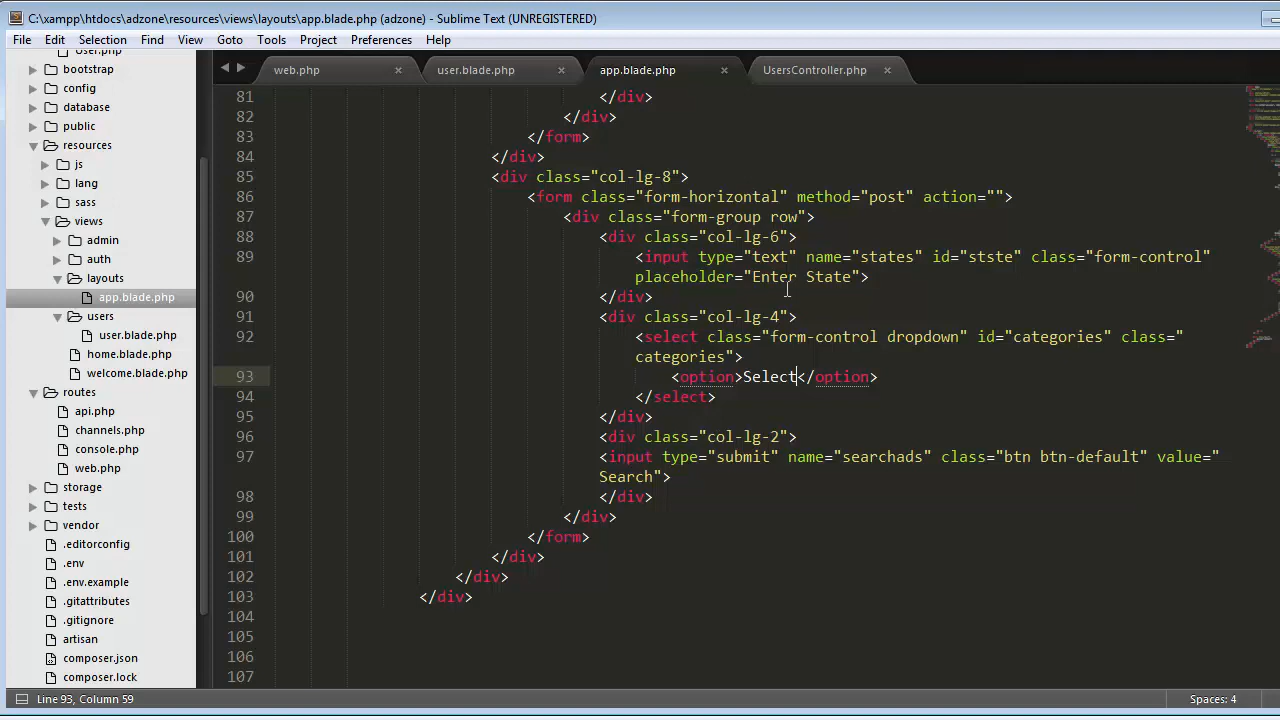 C:\xampp\htdocs\adzone\resources\views\layouts\app.blade.php (adzone) - Sublime Text (UNREGISTERED)
File Edit Selection Find View Goto Tools Project Preferences Help
web.php × user.blade.php × app.blade.php × UsersController.php ×
User.php
bootstrap
config
database
public
resources
js
lang
sass
views
admin
auth
layouts
app.blade.php
users
user.blade.php
home.blade.php
welcome.blade.php
routes
api.php
channels.php
console.php
web.php
storage
tests
vendor
.editorconfig
.env
.env.example
.gitattributes
.gitignore
artisan
composer.json
composer.lock
81 </div>
82 </div>
83 </form>
84 </div>
85 <div class="col-lg-8">
86 <form class="form-horizontal" method="post" action="">
87 <div class="form-group row">
88 <div class="col-lg-6">
89 <input type="text" name="states" id="stste" class="form-control"
placeholder="Enter State">
90 </div>
91 <div class="col-lg-4">
92 <select class="form-control dropdown" id="categories" class="
categories">
93 <option>Select</option>
94 </select>
95 </div>
96 <div class="col-lg-2">
97 <input type="submit" name="searchads" class="btn btn-default" value="
Search">
98 </div>
99 </div>
100 </form>
101 </div>
102 </div>
103 </div>
104
105
106
107
Line 93, Column 59 Spaces: 4